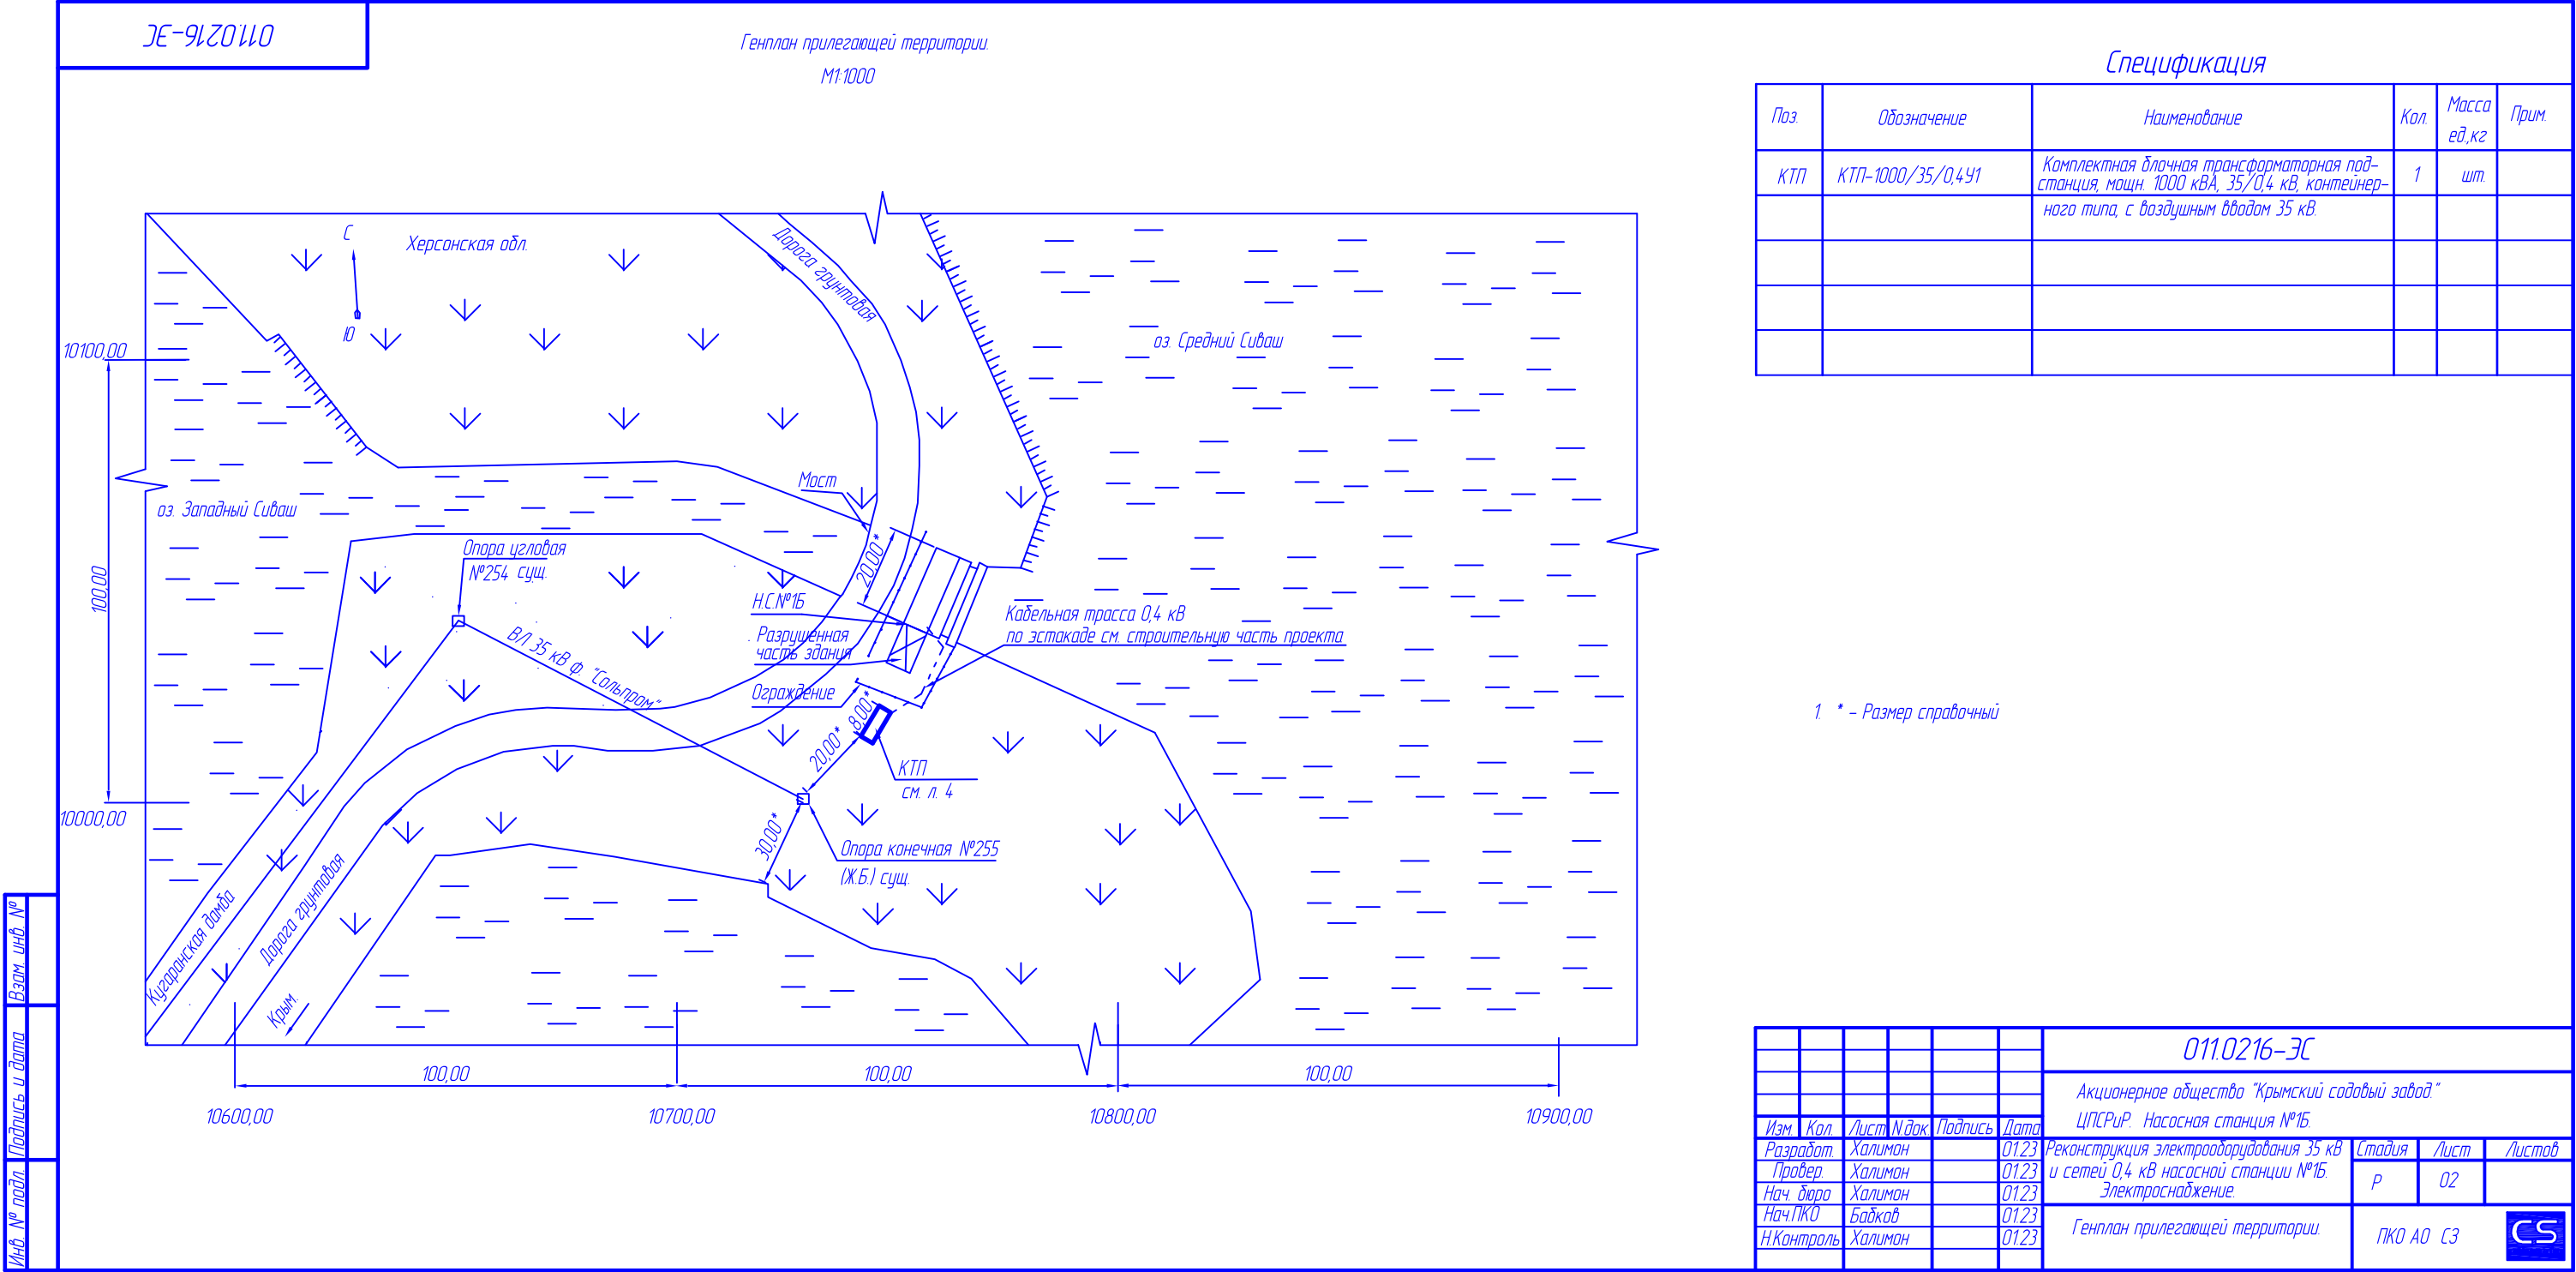 011.0216-ЭС
Генплан прилегающей территории.
М1:1000
Спецификация
Поз.
Обозначение
Наименование
Кол.
Масса
ед.,кг
Прим.
КТП
КТП-1000/35/0,4У1
Комплектная блочная трансформаторная под-
станция, мощн. 1000 кВА, 35/0,4 кВ, контейнер-
ного типа, с воздушным вводом 35 кВ.
1
шт.
С
Ю
Херсонская обл.
Дорога грунтовая
оз. Средний Сиваш
10100,00
100,00
10000,00
оз. Западный Сиваш
Мост
Опора угловая
№254 сущ.
20,00*
Н.С.№1Б
Разрушенная
часть здания
Кабельная трасса 0,4 кВ
по эстакаде см. строительную часть проекта
ВЛ 35 кВ ф. "Сольпром"
Ограждение
8,00*
20,00*
КТП
см. л. 4
30,00*
Опора конечная №255
(Ж.Б.) сущ.
Кугаранская дамба
Дорога грунтовая
Крым.
100,00
100,00
100,00
10600,00
10700,00
10800,00
10900,00
1. * - Размер справочный
Взам. инв. №
Подпись и дата
Инв. № подл.
011.0216-ЭС
Акционерное общество "Крымский содовый завод."
ЦПСРиР. Насосная станция №1Б.
Изм.
Кол.
Лист
N док.
Подпись
Дата
Разработ.
Халимон
01.23
Провер.
Халимон
01.23
Нач. бюро
Халимон
01.23
Нач.ПКО
Бабков
01.23
Н.Контроль
Халимон
01.23
Реконструкция электрооборудования 35 кВ
и сетей 0,4 кВ насосной станции №1Б.
Электроснабжение.
Стадия
Лист
Листов
Р
02
Генплан прилегающей территории.
ПКО АО СЗ
CS